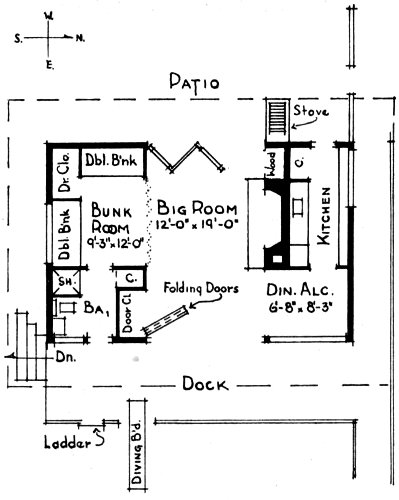 W.
S. N.
E.
PATIO
Stove
Dr. Clo.
Dbl. B'nk
Wood
C.
Dbl. B'nk
BUNK
ROOM
9'-3" x 12'-0"
BIG ROOM
12'-0" x 19'-0"
KITCHEN
SH.
C.
BA,
Door Cl.
Folding Doors
DIN. ALC.
6'-8" x 8'-3"
Dn.
DOCK
Ladder
DIVING B'd.